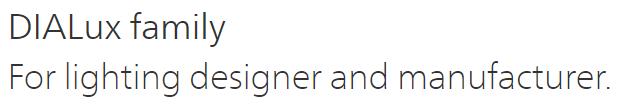 DIALux family
For lighting designer and manufacturer.